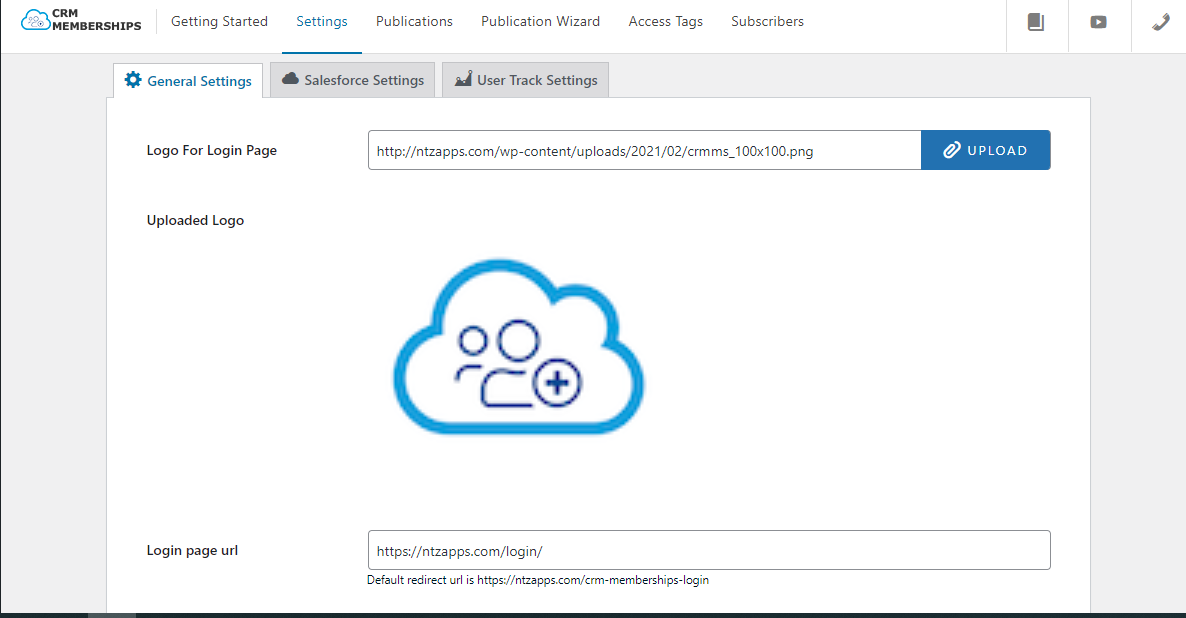 CRM
MEMBERSHIPS
Getting Started Settings Publications Publication Wizard Access Tags Subscribers
General Settings Salesforce Settings User Track Settings
Logo For Login Page http://ntzapps.com/wp-content/uploads/2021/02/crmms_100x100.png UPLOAD
Uploaded Logo
Login page url https://ntzapps.com/login/
Default redirect url is https://ntzapps.com/crm-memberships-login